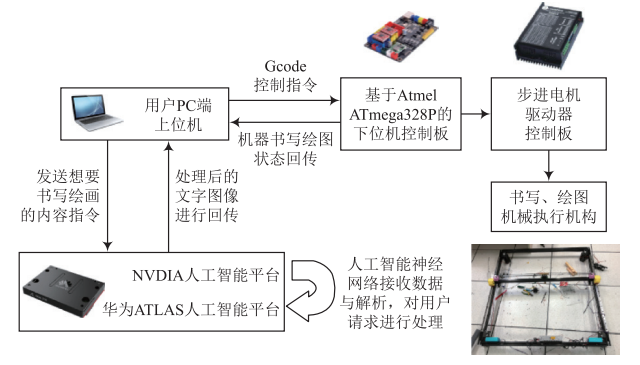 Gcode
控制指令
用户PC端
上位机
机器书写绘图
状态回传
基于Atmel
ATmega328P的
下位机控制板
步进电机
驱动器
控制板
书写、绘图
机械执行机构
发送想要
书写绘画
的内容指令
处理后的
文字图像
进行回传
NVDIA人工智能平台
华为ATLAS人工智能平台
人工智能神经
网络接收数据
与解析，对用户
请求进行处理